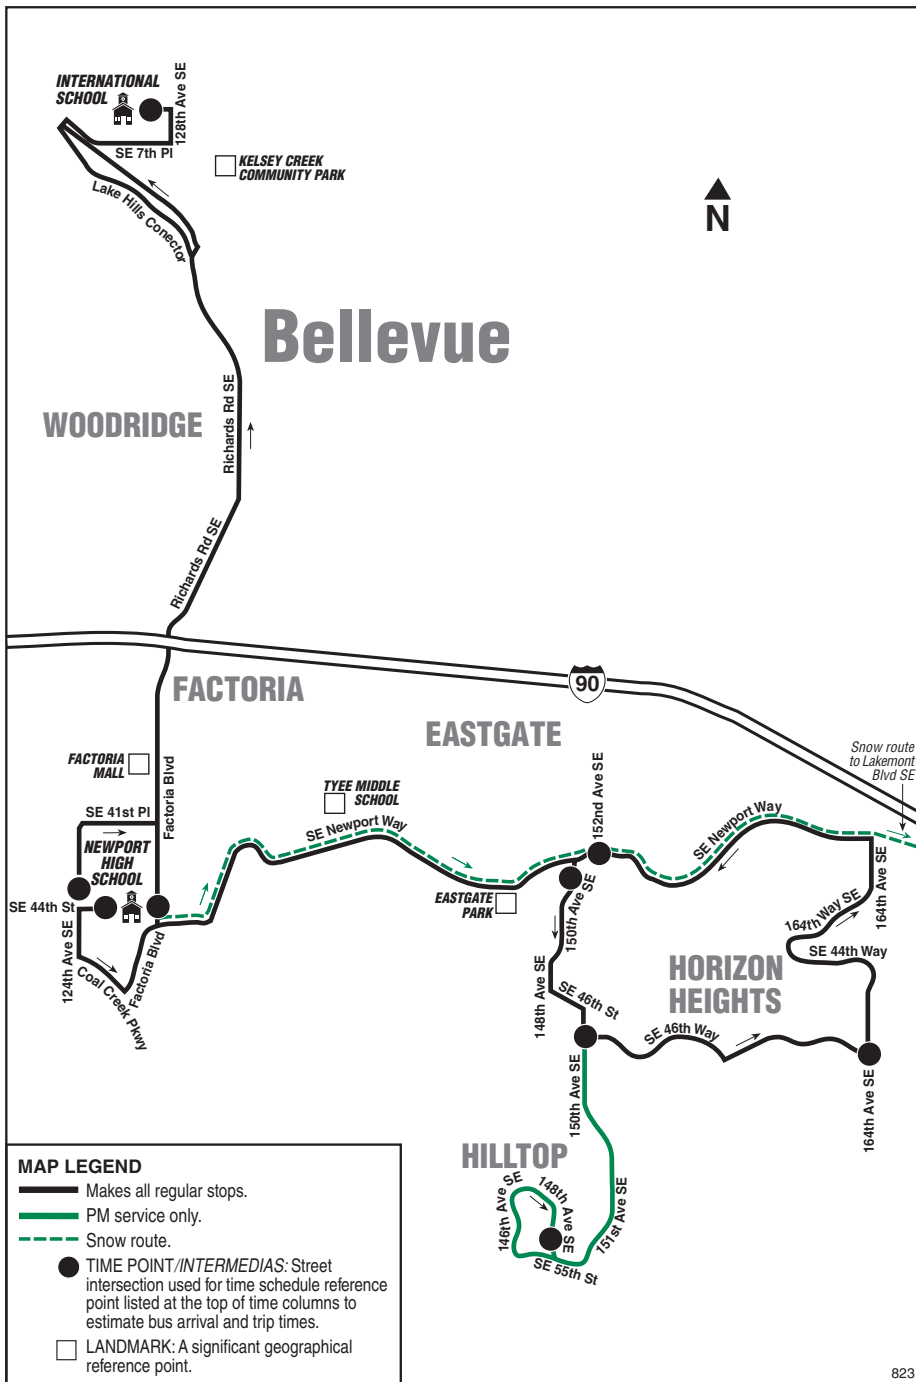 INTERNATIONAL
SCHOOL
128th Ave SE
SE 7th Pl
KELSEY CREEK
COMMUNITY PARK
Lake Hills Conector
N
Bellevue
Richards Rd SE
WOODRIDGE
Richards Rd SE
FACTORIA
90
EASTGATE
Snow route
to Lakemont
Blvd SE
FACTORIA
MALL
Factoria Blvd
TYEE MIDDLE
SCHOOL
152nd Ave SE
SE Newport Way
SE Newport Way
SE 41st Pl
NEWPORT
HIGH
SCHOOL
SE 44th St
EASTGATE
PARK
150th Ave SE
164th Way SE
164th Ave SE
SE 44th Way
124th Ave SE
Coal Creek Pkwy
Factoria Blvd
148th Ave SE
SE 46th St
HORIZON
HEIGHTS
SE 46th Way
150th Ave SE
164th Ave SE
HILLTOP
146th Ave SE
148th Ave SE
151st Ave SE
SE 55th St
MAP LEGEND
Makes all regular stops.
PM service only.
Snow route.
TIME POINT/INTERMEDIAS: Street
intersection used for time schedule reference
point listed at the top of time columns to
estimate bus arrival and trip times.
LANDMARK: A significant geographical
reference point.
823